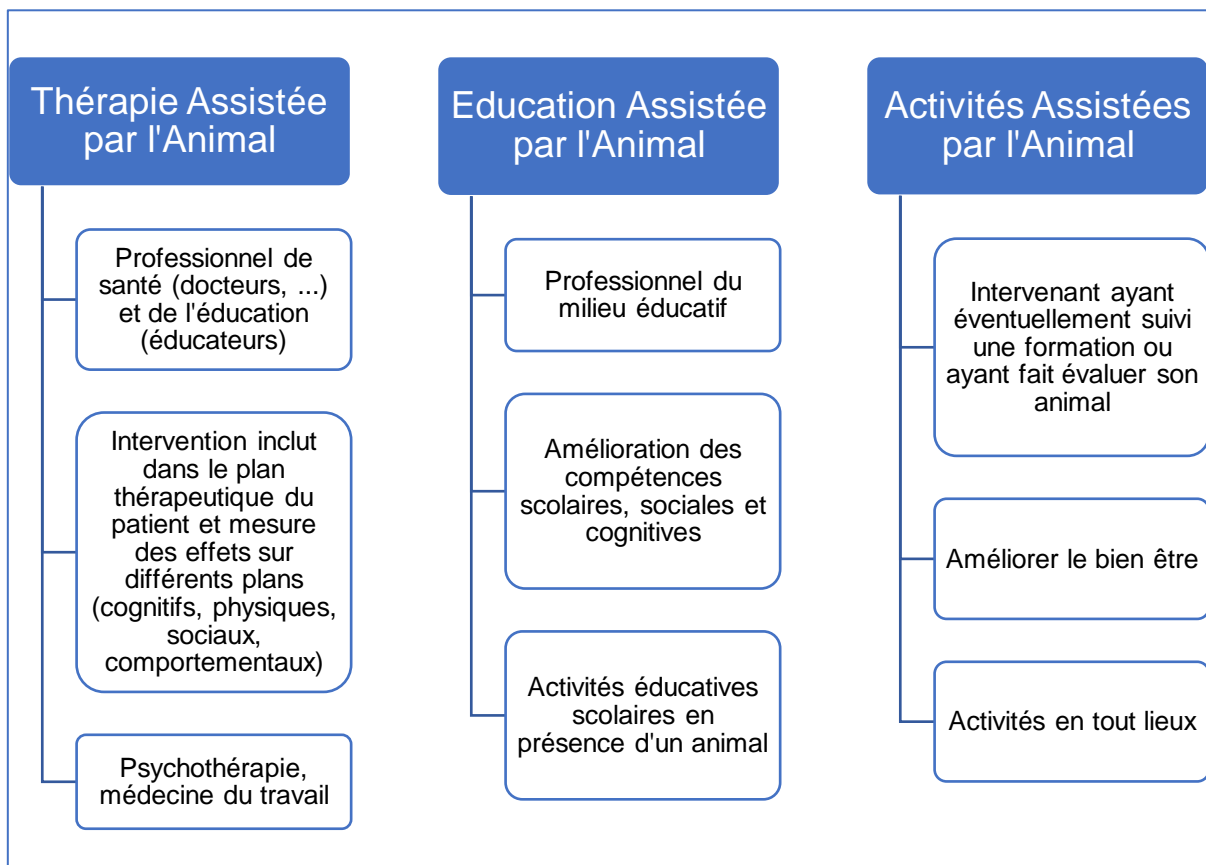 Thérapie Assistée
par l'Animal
Professionnel de
santé (docteurs, ...)
et de l'éducation
(éducateurs)
Intervention inclut
dans le plan
thérapeutique du
patient et mesure
des effets sur
différents plans
(cognitifs, physiques,
sociaux,
comportementaux)
Psychothérapie,
médecine du travail
Education Assistée
par l'Animal
Professionnel du
milieu éducatif
Amélioration des
compétences
scolaires, sociales et
cognitives
Activités éducatives
scolaires en
présence d'un animal
Activités Assistées
par l'Animal
Intervenant ayant
éventuellement suivi
une formation ou
ayant fait évaluer son
animal
Améliorer le bien être
Activités en tout lieux